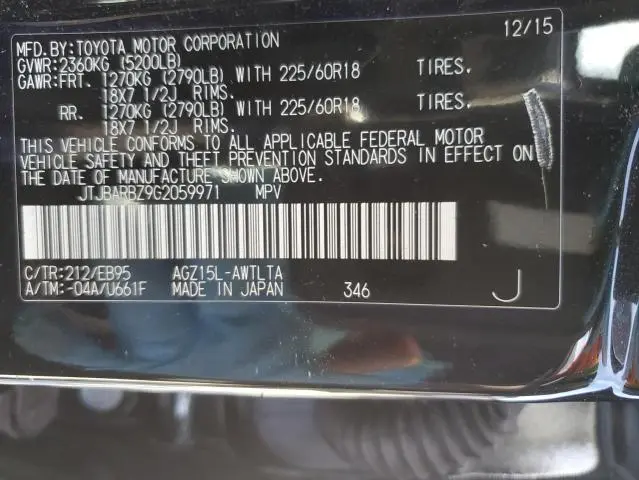 12/15
MFD.BY:TOYOTA MOTOR CORPORATION
GVWR:2360KG (5200LB)
GAWR:FRT. 1270KG (2790LB) WITH 225/60R18 TIRES.
18X7 1/2J RIMS.
RR. 1270KG (2790LB) WITH 225/60R18 TIRES.
18X7 1/2J RIMS.
THIS VEHICLE CONFORMS TO ALL APPLICABLE FEDERAL MOTOR
VEHICLE SAFETY AND THEFT PREVENTION STANDARDS IN EFFECT ON
THE DATE OF MANUFACTURE SHOWN ABOVE.
JTJBARBZ9G2059971 MPV
C/TR:212/EB95 AGZ15L-AWTLTA
A/TM:-04A/U661F MADE IN JAPAN 346 J